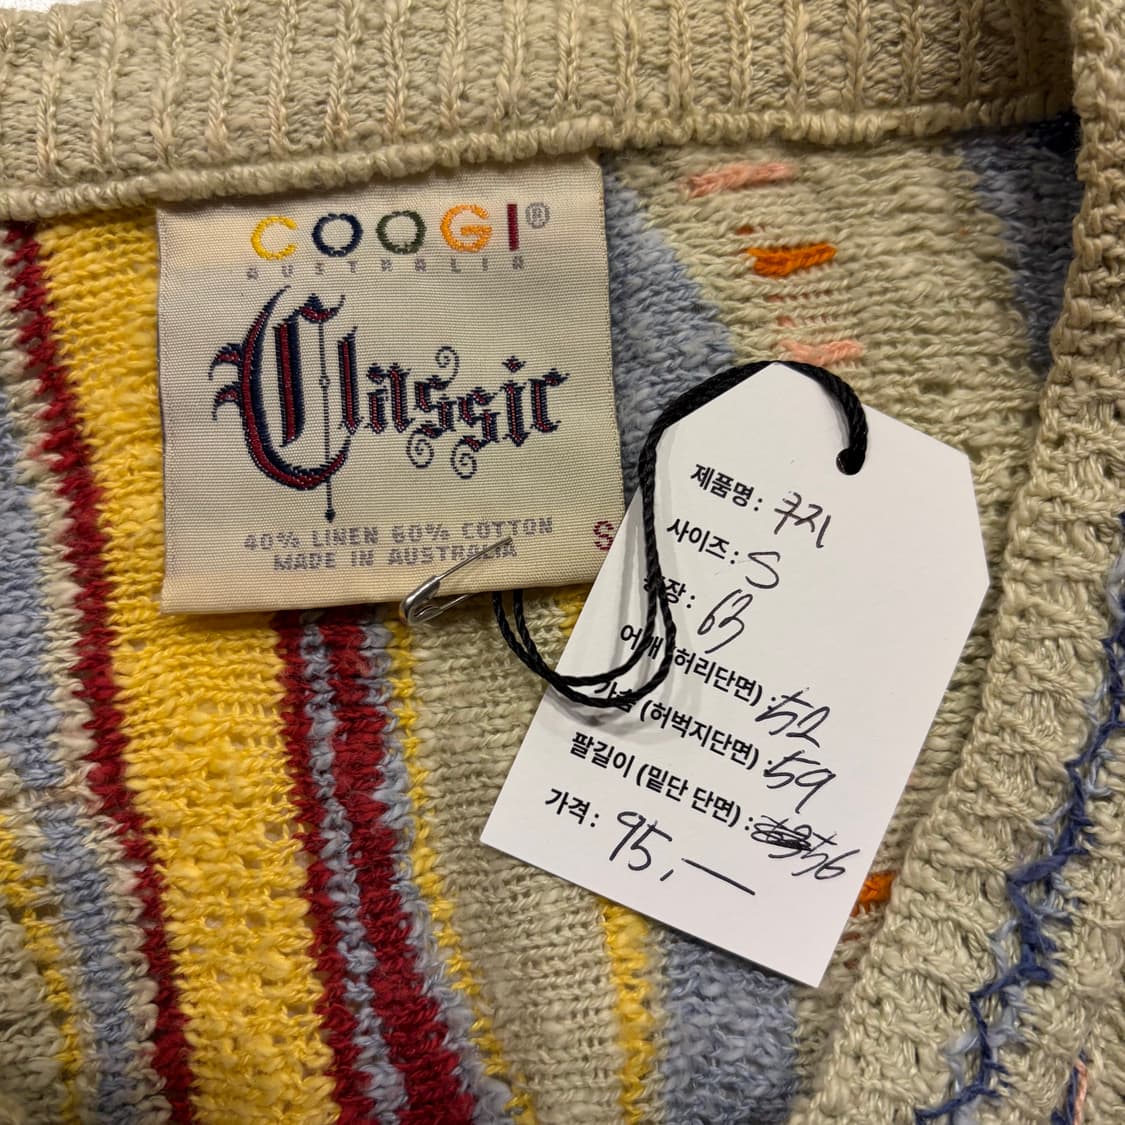 COOGI®
AUSTRALIA
Classic
40% LINEN 60% COTTON
MADE IN AUSTRALIA
S
제품명: 쿠지
사이즈: S
장: 63
어깨 (허리단면) : 52
가슴 (허벅지단면) : 59
팔길이 (밑단 단면) : 56
가격: 95,—